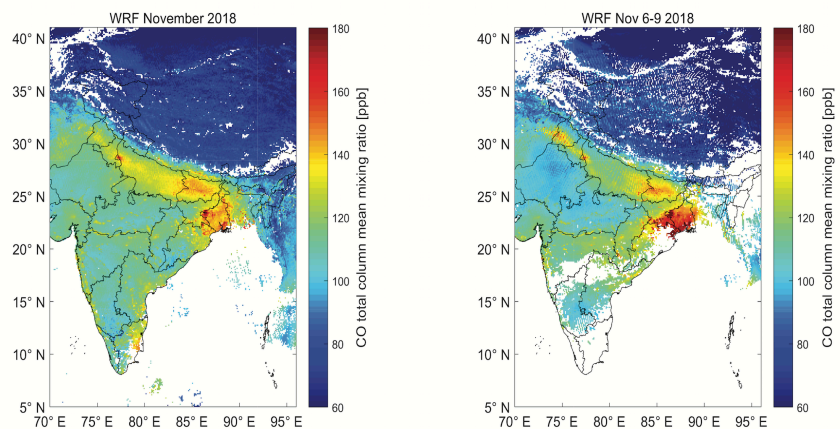 WRF November 2018
40° N
35° N
30° N
25° N
20° N
15° N
10° N
5° N
70° E 75° E 80° E 85° E 90° E 95° E
180
160
140
120
100
80
60
CO total column mean mixing ratio [ppb]
WRF Nov 6-9 2018
40° N
35° N
30° N
25° N
20° N
15° N
10° N
5° N
70° E 75° E 80° E 85° E 90° E 95° E
180
160
140
120
100
80
60
CO total column mean mixing ratio [ppb]